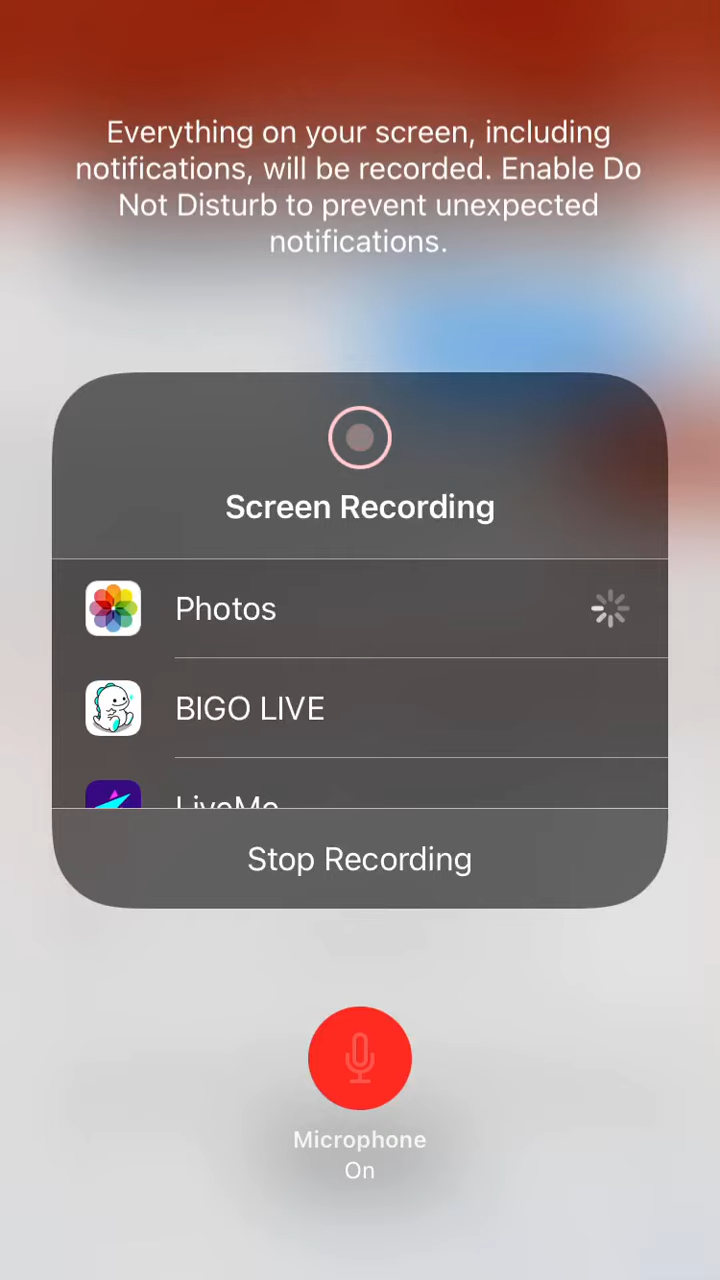 Everything on your screen, including
notifications, will be recorded. Enable Do
Not Disturb to prevent unexpected
notifications.
Screen Recording
Photos
BIGO LIVE
LiveMe
Stop Recording
Microphone
On